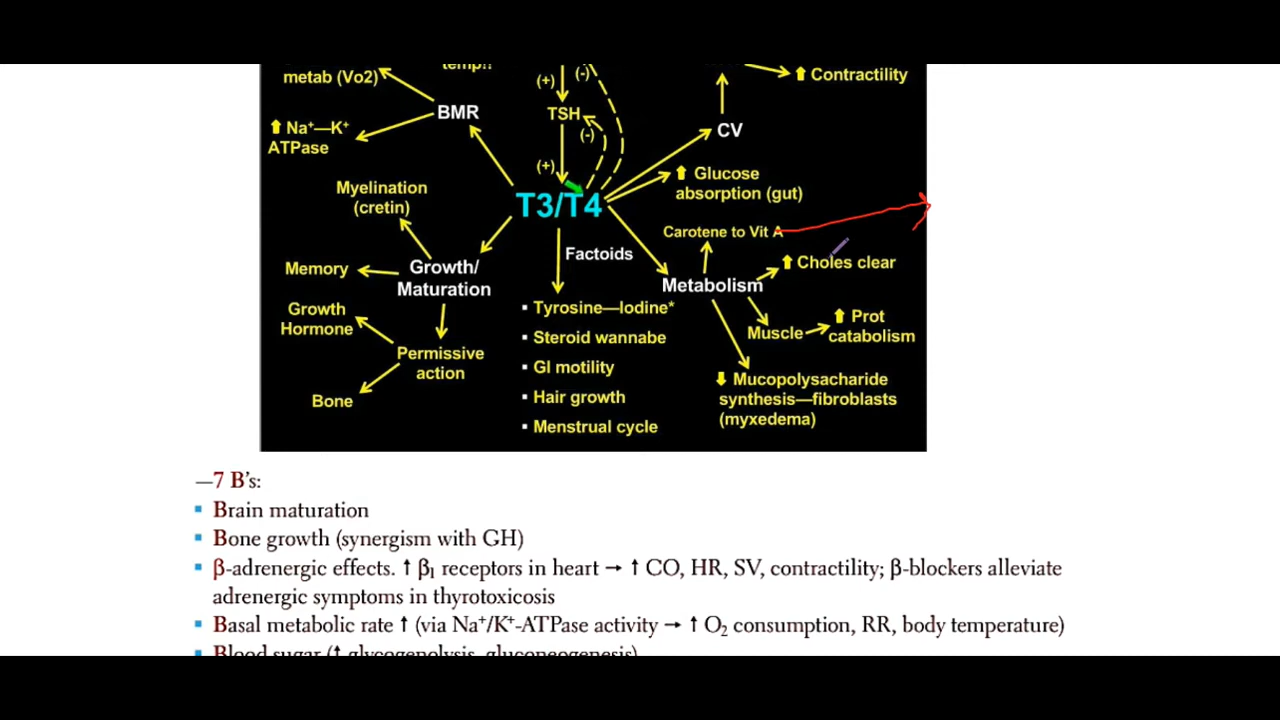 temp!!
metab (Vo2)
BMR
⬆ Na⁺—K⁺
ATPase
(+)
(-)
TSH
(-)
(+)
⬆ Contractility
CV
⬆ Glucose
absorption (gut)
Myelination
(cretin)
T3/T4
Carotene to Vit A
Factoids
Memory
Growth/
Maturation
Metabolism
⬆ Choles clear
Growth
Hormone
Permissive
action
Bone
▪ Tyrosine—Iodine*
▪ Steroid wannabe
▪ GI motility
▪ Hair growth
▪ Menstrual cycle
Muscle
⬆ Prot
catabolism
⬇ Mucopolysacharide
synthesis—fibroblasts
(myxedema)
—7 B's:
▪ Brain maturation
▪ Bone growth (synergism with GH)
▪ β-adrenergic effects. ↑ β₁ receptors in heart → ↑ CO, HR, SV, contractility; β-blockers alleviate
adrenergic symptoms in thyrotoxicosis
▪ Basal metabolic rate ↑ (via Na⁺/K⁺-ATPase activity → ↑ O₂ consumption, RR, body temperature)
▪ Blood sugar (↑ glycogenolysis, gluconeogenesis)